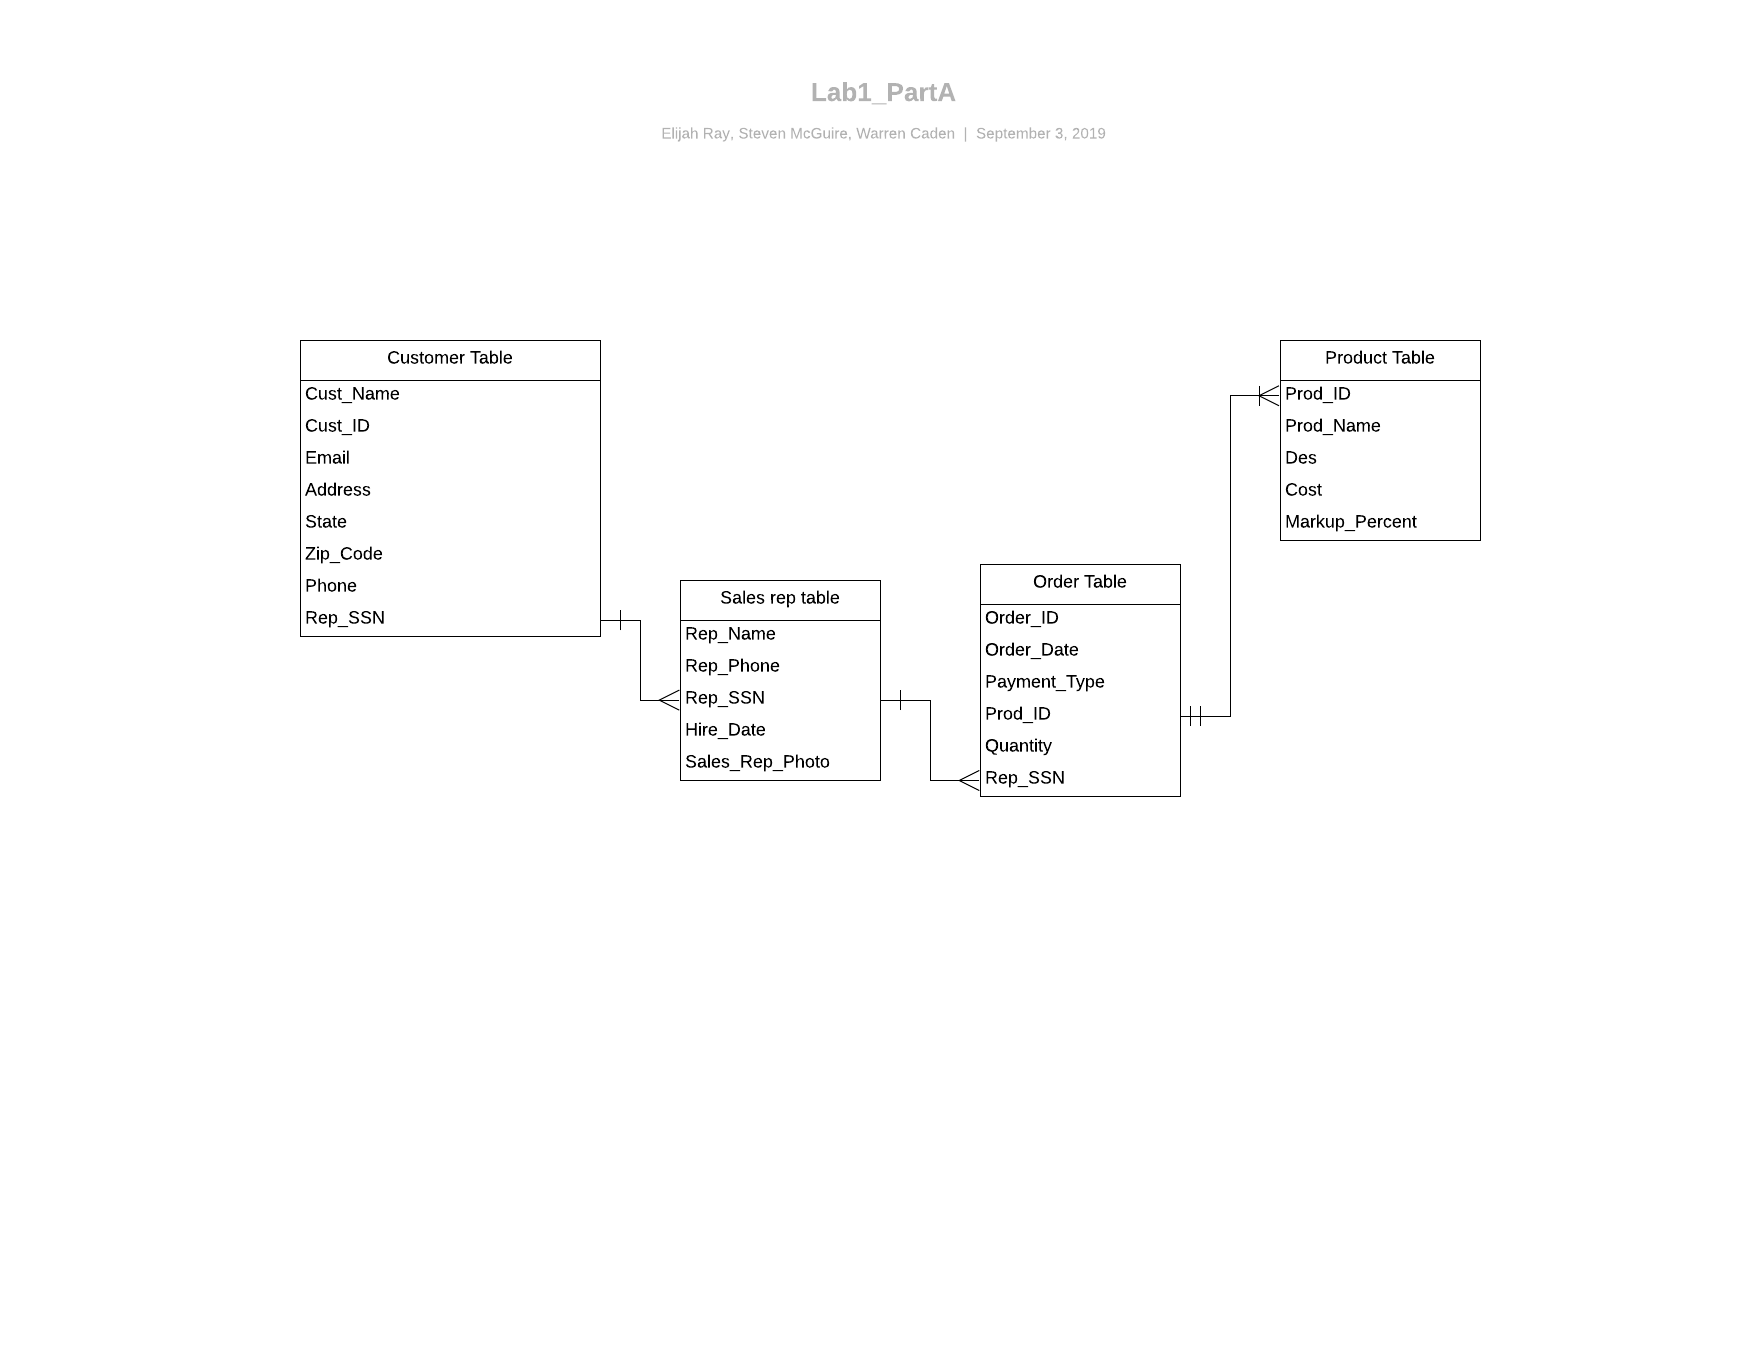 Lab1_PartA
Elijah Ray, Steven McGuire, Warren Caden | September 3, 2019
Customer Table
Cust_Name
Cust_ID
Email
Address
State
Zip_Code
Phone
Rep_SSN
Sales rep table
Rep_Name
Rep_Phone
Rep_SSN
Hire_Date
Sales_Rep_Photo
Order Table
Order_ID
Order_Date
Payment_Type
Prod_ID
Quantity
Rep_SSN
Product Table
Prod_ID
Prod_Name
Des
Cost
Markup_Percent